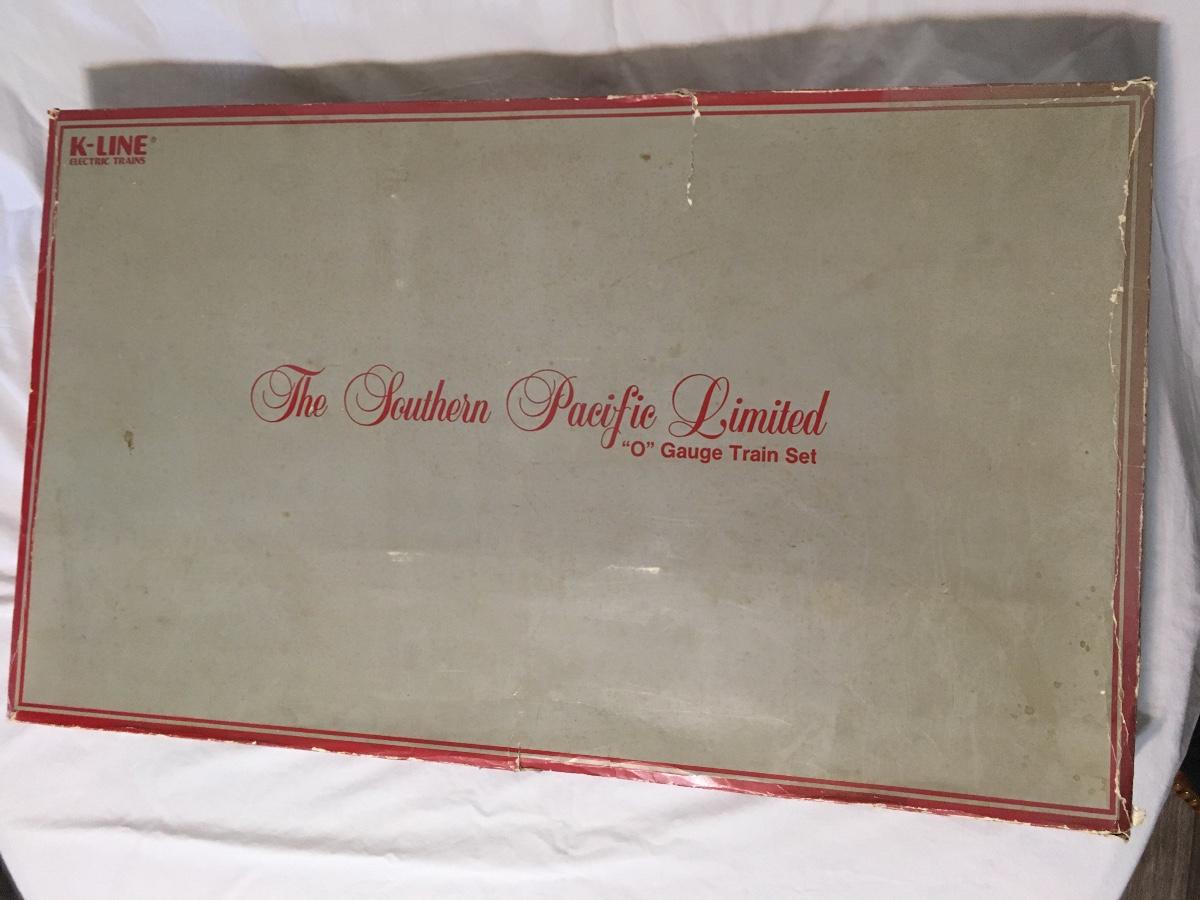 K-LINE®
ELECTRIC TRAINS
The Southern Pacific Limited
“O” Gauge Train Set